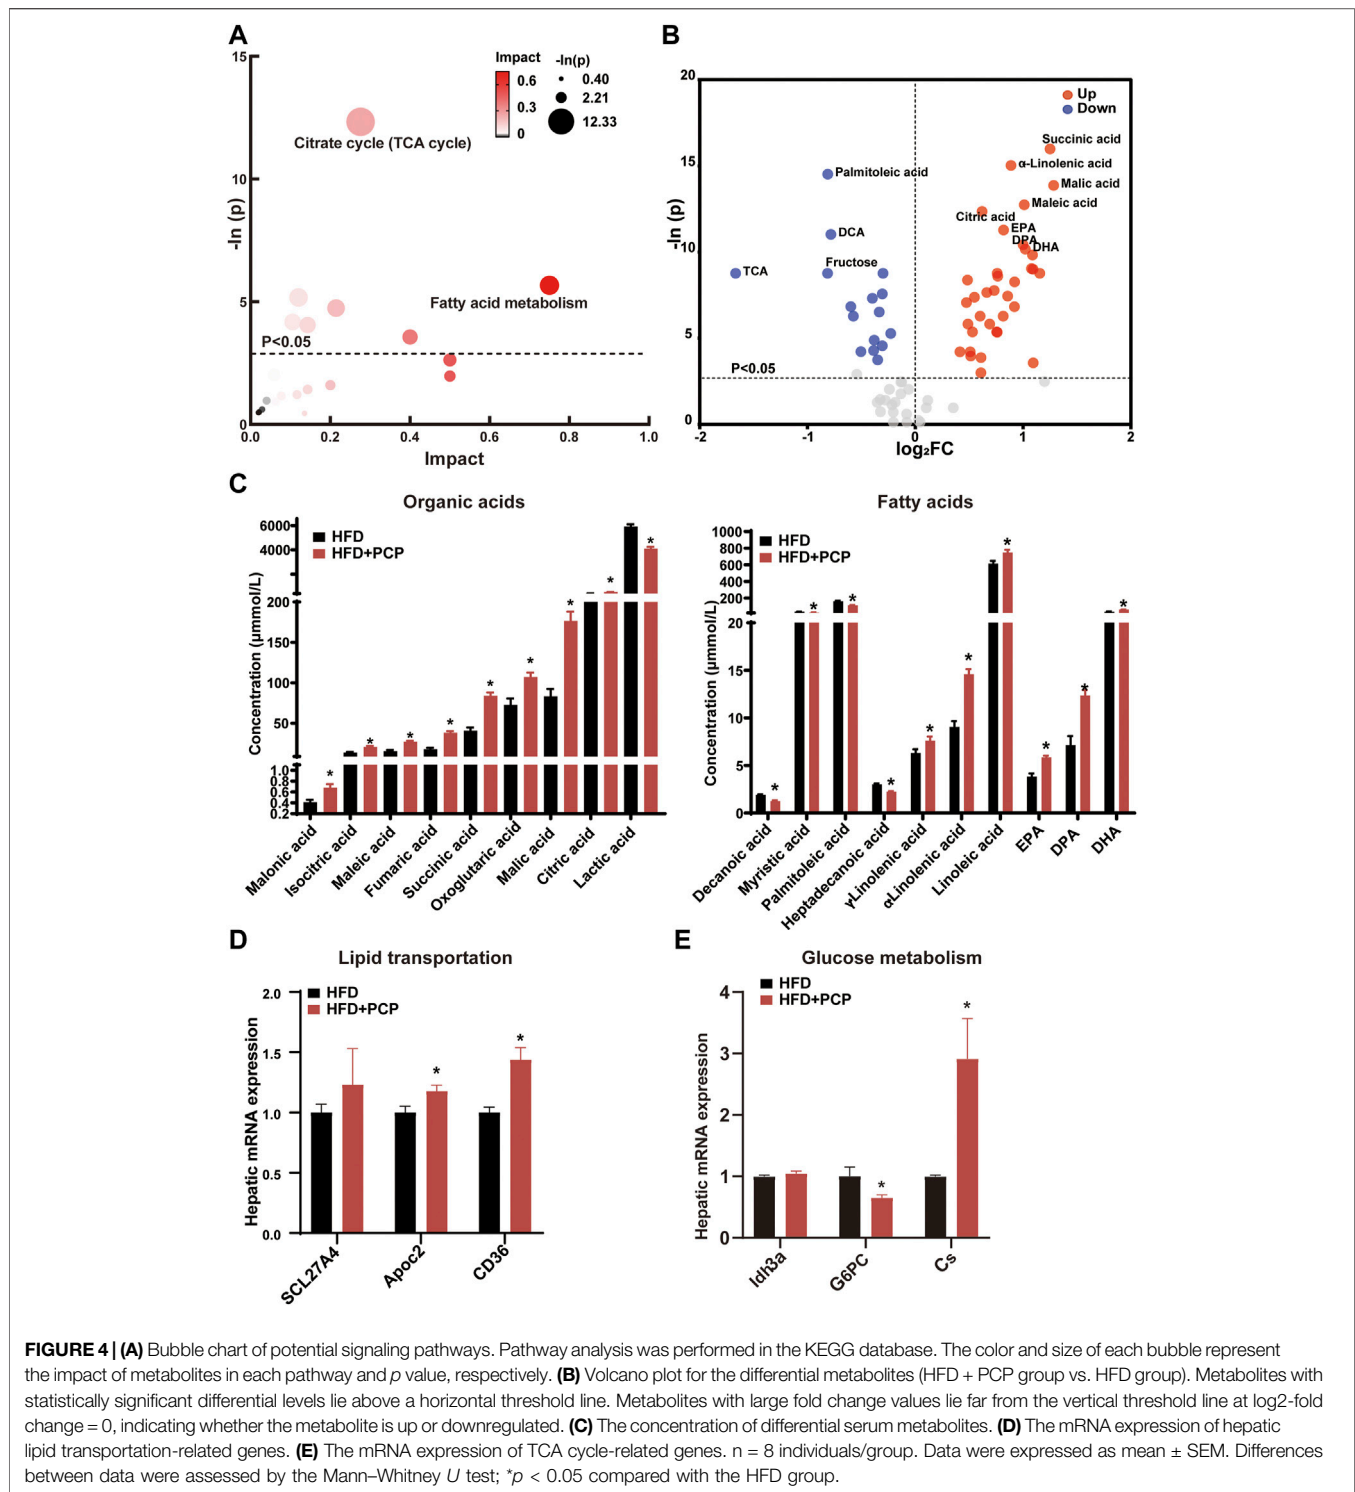 A
15
10
5
0
-ln (p)
Impact
0.6
0.3
0
-ln(p)
0.40
2.21
12.33
Citrate cycle (TCA cycle)
Fatty acid metabolism
P<0.05
0.0 0.2 0.4 0.6 0.8 1.0
Impact
B
20
15
10
5
0
-ln (p)
Up
Down
Succinic acid
α-Linolenic acid
Palmitoleic acid
Malic acid
Maleic acid
Citric acid
EPA
DCA
DPA
DHA
Fructose
TCA
P<0.05
-2 -1 0 1 2
log₂FC
C
Organic acids
HFD
HFD+PCP
6000
4000
200
150
100
50
1.0
0.8
0.6
0.4
0.2
Concentration (μmmol/L)
* * * * * * * * *
Malonic acid
Isocitric acid
Maleic acid
Fumaric acid
Succinic acid
Oxoglutaric acid
Malic acid
Citric acid
Lactic acid
Fatty acids
HFD
HFD+PCP
1000
800
600
400
200
20
15
10
5
0
Concentration (μmmol/L)
* * * * * * * * * *
Decanoic acid
Myristic acid
Palmitoleic acid
Heptadecanoic acid
γLinolenic acid
αLinolenic acid
Linoleic acid
EPA
DPA
DHA
D
Lipid transportation
HFD
HFD+PCP
2.0
1.5
1.0
0.5
0.0
Hepatic mRNA expression
* *
SCL27A4
Apoc2
CD36
E
Glucose metabolism
HFD
HFD+PCP
4
3
2
1
0
Hepatic mRNA expression
* *
Idh3a
G6PC
Cs
FIGURE 4 | (A) Bubble chart of potential signaling pathways. Pathway analysis was performed in the KEGG database. The color and size of each bubble represent
the impact of metabolites in each pathway and p value, respectively. (B) Volcano plot for the differential metabolites (HFD + PCP group vs. HFD group). Metabolites with
statistically significant differential levels lie above a horizontal threshold line. Metabolites with large fold change values lie far from the vertical threshold line at log2-fold
change = 0, indicating whether the metabolite is up or downregulated. (C) The concentration of differential serum metabolites. (D) The mRNA expression of hepatic
lipid transportation-related genes. (E) The mRNA expression of TCA cycle-related genes. n = 8 individuals/group. Data were expressed as mean ± SEM. Differences
between data were assessed by the Mann–Whitney U test; *p < 0.05 compared with the HFD group.